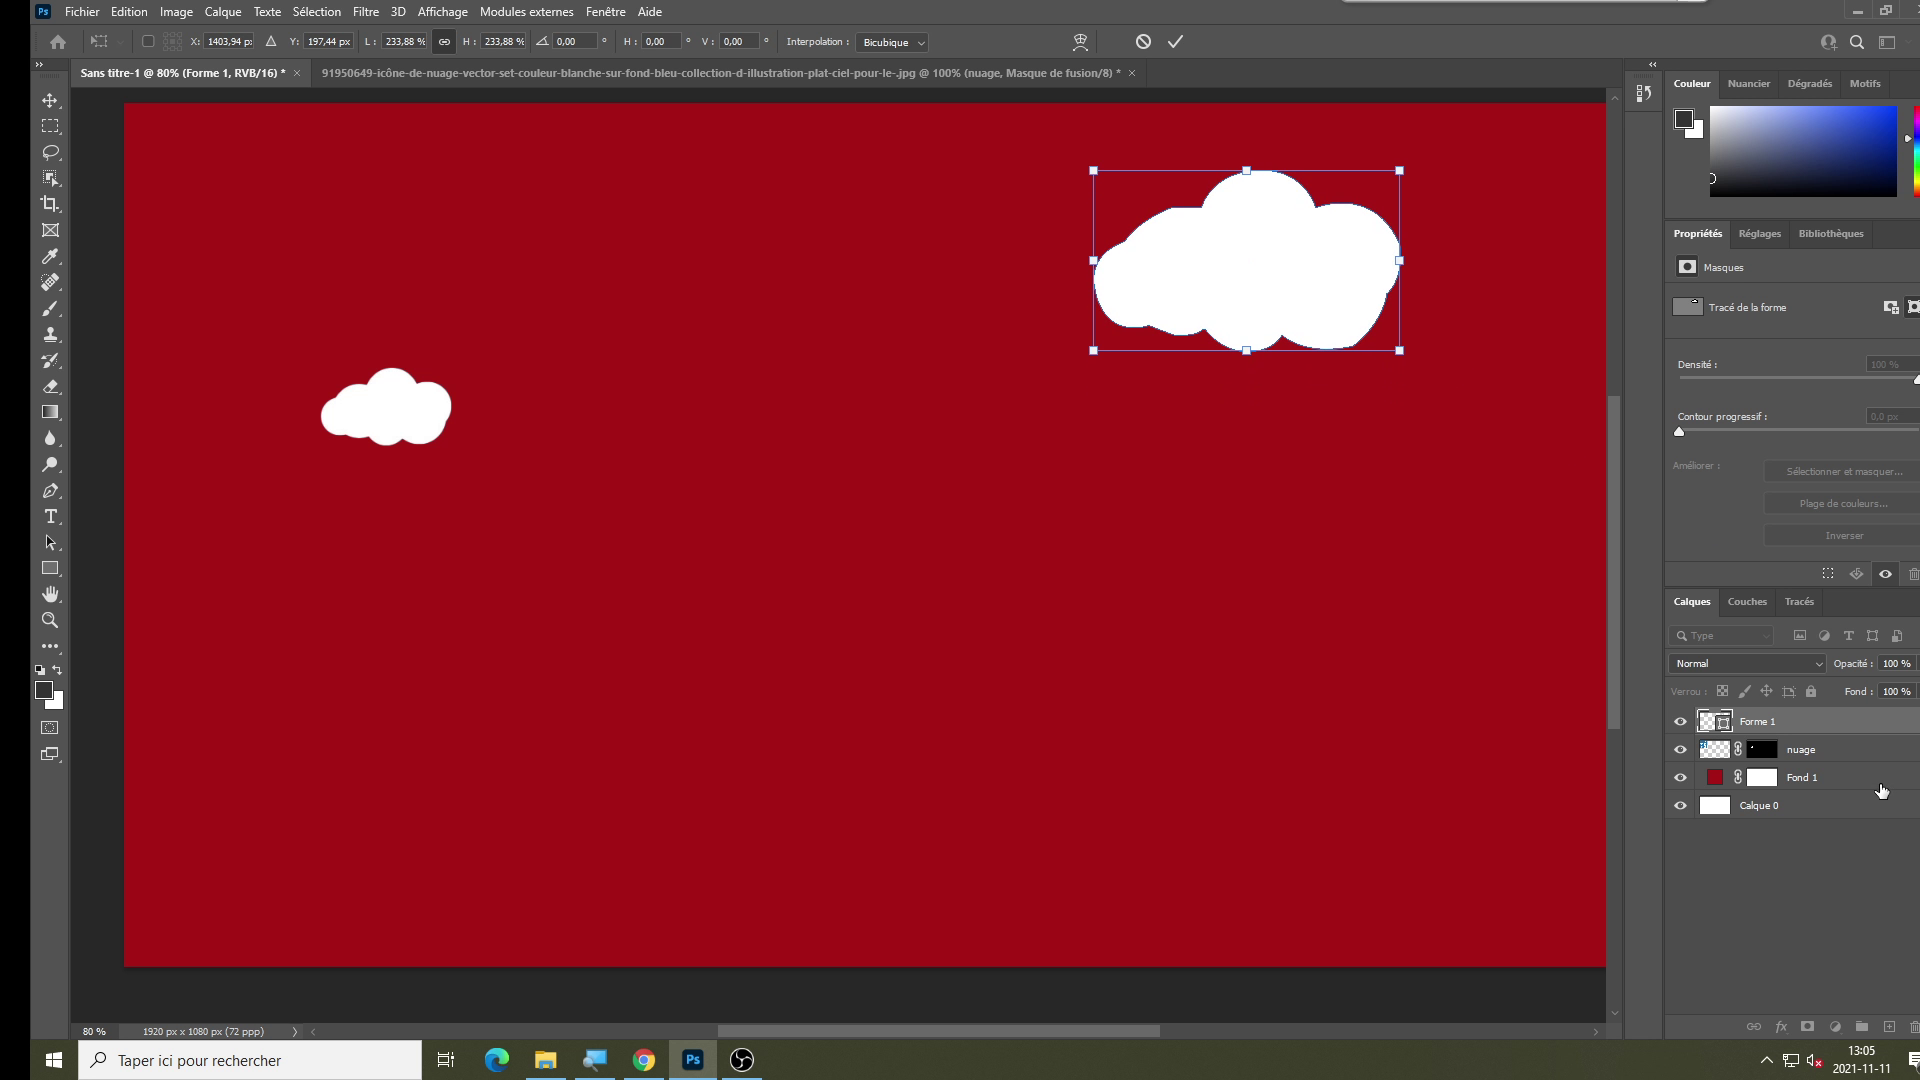 Ps Fichier Edition Image Calque Texte Sélection Filtre 3D Affichage Modules externes Fenêtre Aide
X: 1403,94 p: Y: 197,44 px L : 233,88 % H : 233,88 % 0,00 ° H : 0,00 ° V : 0,00 ° Interpolation : Bicubique
Sans titre-1 @ 80% (Forme 1, RVB/16) * × 91950649-icône-de-nuage-vector-set-couleur-blanche-sur-fond-bleu-collection-d-illustration-plat-ciel-pour-le-.jpg @ 100% (nuage, Masque de fusion/8) * ×
Couleur Nuancier Dégradés Motifs
Propriétés Réglages Bibliothèques
Masques
Tracé de la forme
Densité : 100 %
Contour progressif : 0,0 px
Améliorer : Sélectionner et masquer...
Plage de couleurs...
Inverser
Calques Couches Tracés
Type
Normal Opacité : 100 %
Verrou : Fond : 100 %
Forme 1
nuage
Fond 1
Calque 0
80 % 1920 px x 1080 px (72 ppp)
Taper ici pour rechercher
Ps
13:05
2021-11-11